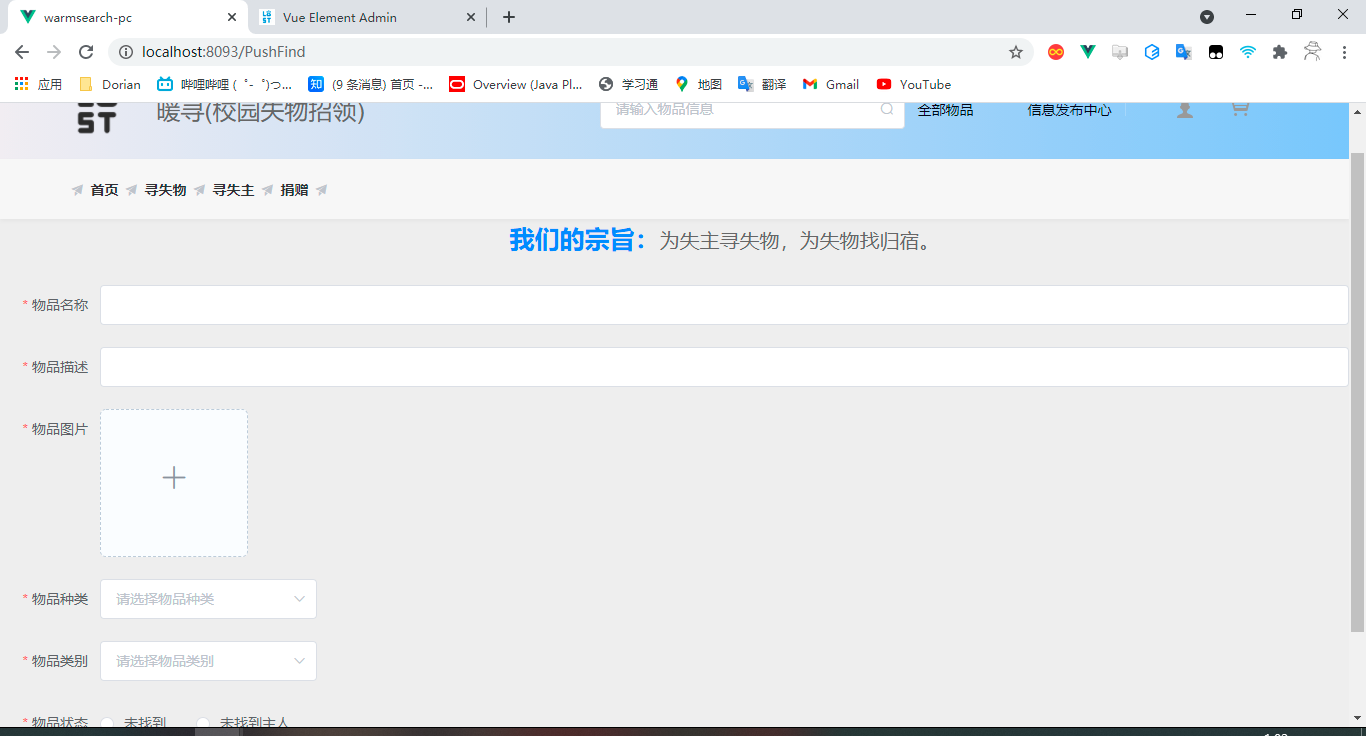 warmsearch-pc
Vue Element Admin
localhost:8093/PushFind
应用 Dorian 哔哩哔哩 ( ゜- ゜)つ... 知 (9 条消息) 首页 -... Overview (Java Pl... 学习通 地图 翻译 Gmail YouTube
ST 暖寻(校园失物招领) 请输入物品信息 全部物品 信息发布中心
首页 寻失物 寻失主 捐赠
我们的宗旨：为失主寻失物，为失物找归宿。
* 物品名称
* 物品描述
* 物品图片
* 物品种类 请选择物品种类
* 物品类别 请选择物品类别
* 物品状态 未找到 未找到主人